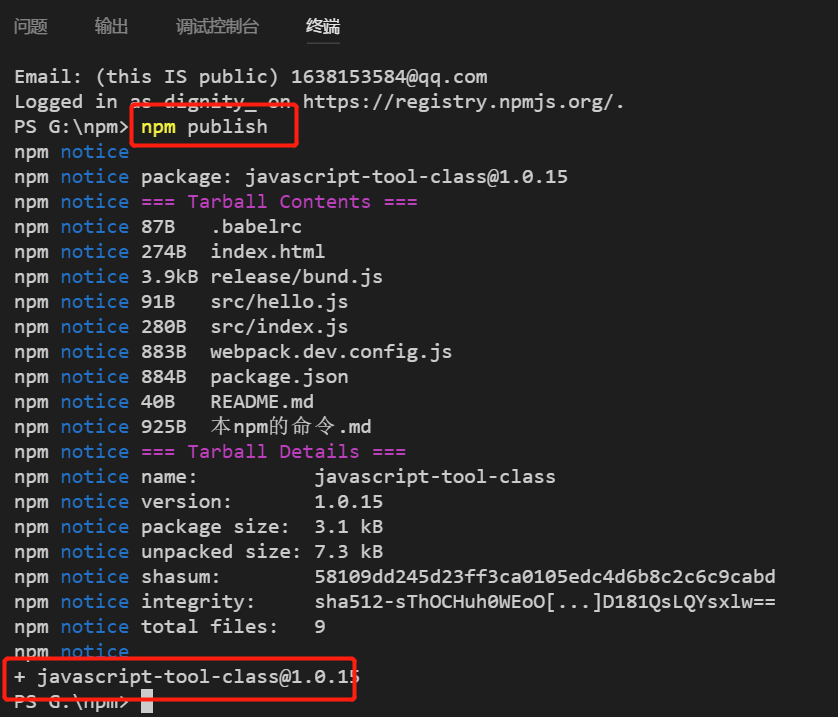 问题 输出 调试控制台 终端
Email: (this IS public) 1638153584@qq.com
Logged in as dignity_ on https://registry.npmjs.org/.
PS G:\npm> npm publish
npm notice
npm notice package: javascript-tool-class@1.0.15
npm notice === Tarball Contents ===
npm notice 87B .babelrc
npm notice 274B index.html
npm notice 3.9kB release/bund.js
npm notice 91B src/hello.js
npm notice 280B src/index.js
npm notice 883B webpack.dev.config.js
npm notice 884B package.json
npm notice 40B README.md
npm notice 925B 本npm的命令.md
npm notice === Tarball Details ===
npm notice name: javascript-tool-class
npm notice version: 1.0.15
npm notice package size: 3.1 kB
npm notice unpacked size: 7.3 kB
npm notice shasum: 58109dd245d23ff3ca0105edc4d6b8c2c6c9cabd
npm notice integrity: sha512-sThOCHuh0WEoO[...]D181QsLQYsxlw==
npm notice total files: 9
npm notice
+ javascript-tool-class@1.0.15
PS G:\npm>